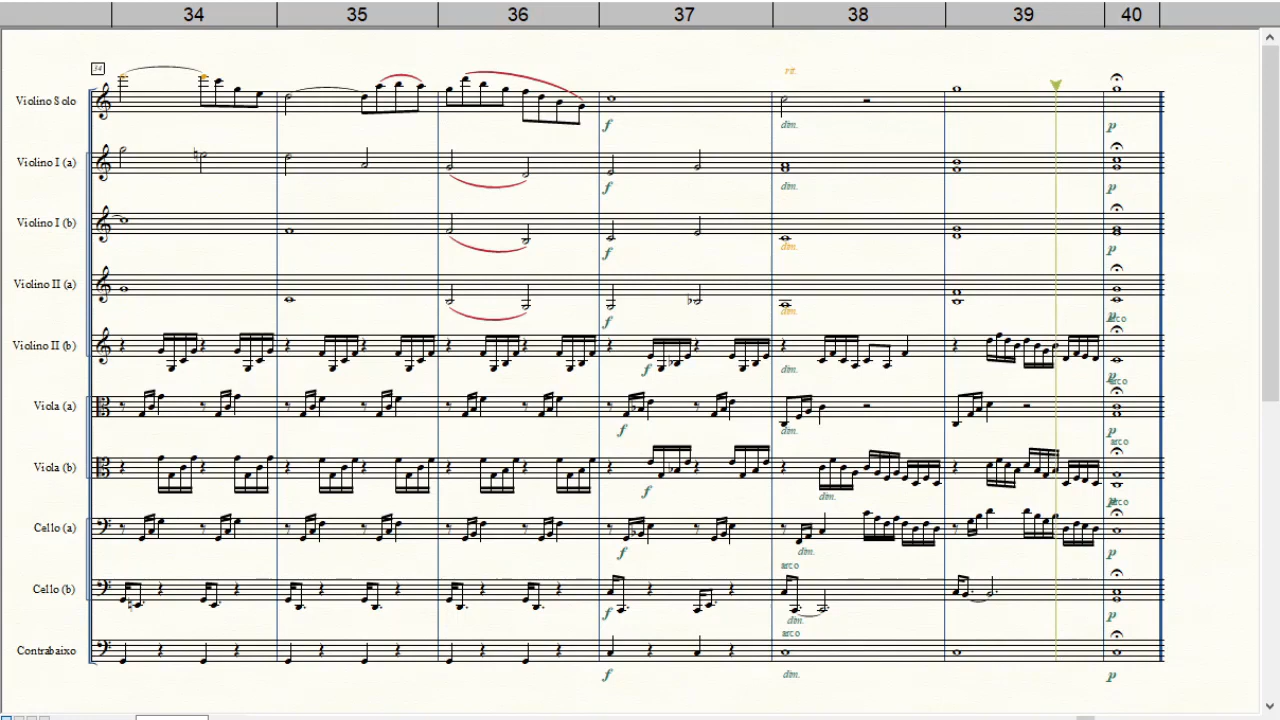 34 35 36 37 38 39 40
34
rit.
Violino Solo
f dim. p
Violino I (a)
f dim. p
Violino I (b)
f dim. p
Violino II (a)
f dim. p
arco
Violino II (b)
f dim. p
arco
Viola (a)
f dim. p
arco
Viola (b)
f dim. p
arco
Cello (a)
f dim. p
arco
Cello (b)
f dim. p
arco
Contrabaixo
f dim. p